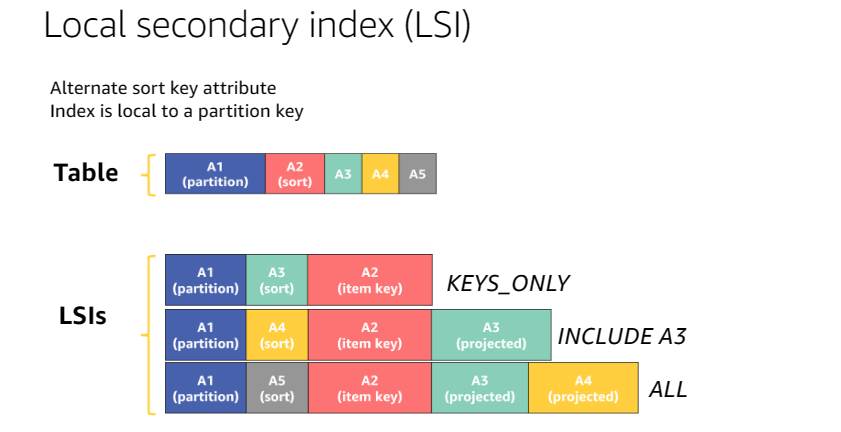 Local secondary index (LSI)
Alternate sort key attribute
Index is local to a partition key
Table
A1
(partition)
A2
(sort)
A3
A4
A5
LSIs
A1
(partition)
A3
(sort)
A2
(item key)
KEYS_ONLY
A1
(partition)
A4
(sort)
A2
(item key)
A3
(projected)
INCLUDE A3
A1
(partition)
A5
(sort)
A2
(item key)
A3
(projected)
A4
(projected)
ALL